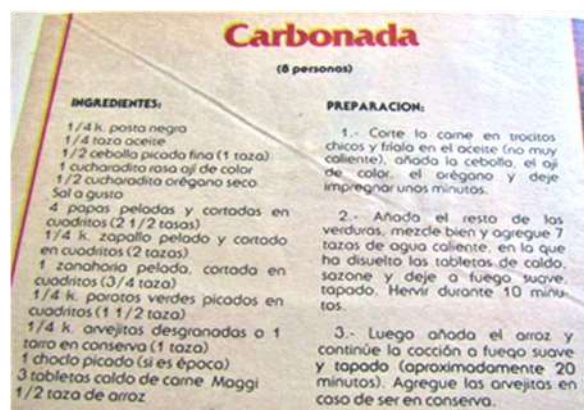 Carbonada
(8 personas)
INGREDIENTES:
1/4 k. posta negra
1/4 taza aceite
1/2 cebolla picada fina (1 taza)
1 cucharadita rasa ají de color
1/2 cucharadita orégano seco
Sal a gusto
4 papas peladas y cortadas en
cuadritos (2 1/2 tasas)
1/4 k. zapallo pelado y cortado
en cuadritos (2 tazas)
1 zanahoria pelada, cortada en
cuadritos (3/4 taza)
1/4 k. porotos verdes picados en
cuadritos (1 1/2 taza)
1/4 k. arvejitas desgranadas o 1
tarro en conserva (1 taza)
1 choclo picado (si es época)
3 tabletas caldo de carne Maggi
1/2 taza de arroz
PREPARACION:
1.- Corte la carne en trocitos
chicos y fríala en el aceite (no muy
caliente), añada la cebolla, el ají
de color, el orégano y deje
impregnar unos minutos.
2.- Añada el resto de las
verduras, mezcle bien y agregue 7
tazas de agua caliente, en la que
ha disuelto las tabletas de caldo,
sazone y deje a fuego suave,
tapado. Hervir durante 10 minu-
tos.
3.- Luego añada el arroz y
continúe la cocción a fuego suave
y tapado (aproximadamente 20
minutos). Agregue las arvejitas en
caso de ser en conserva.